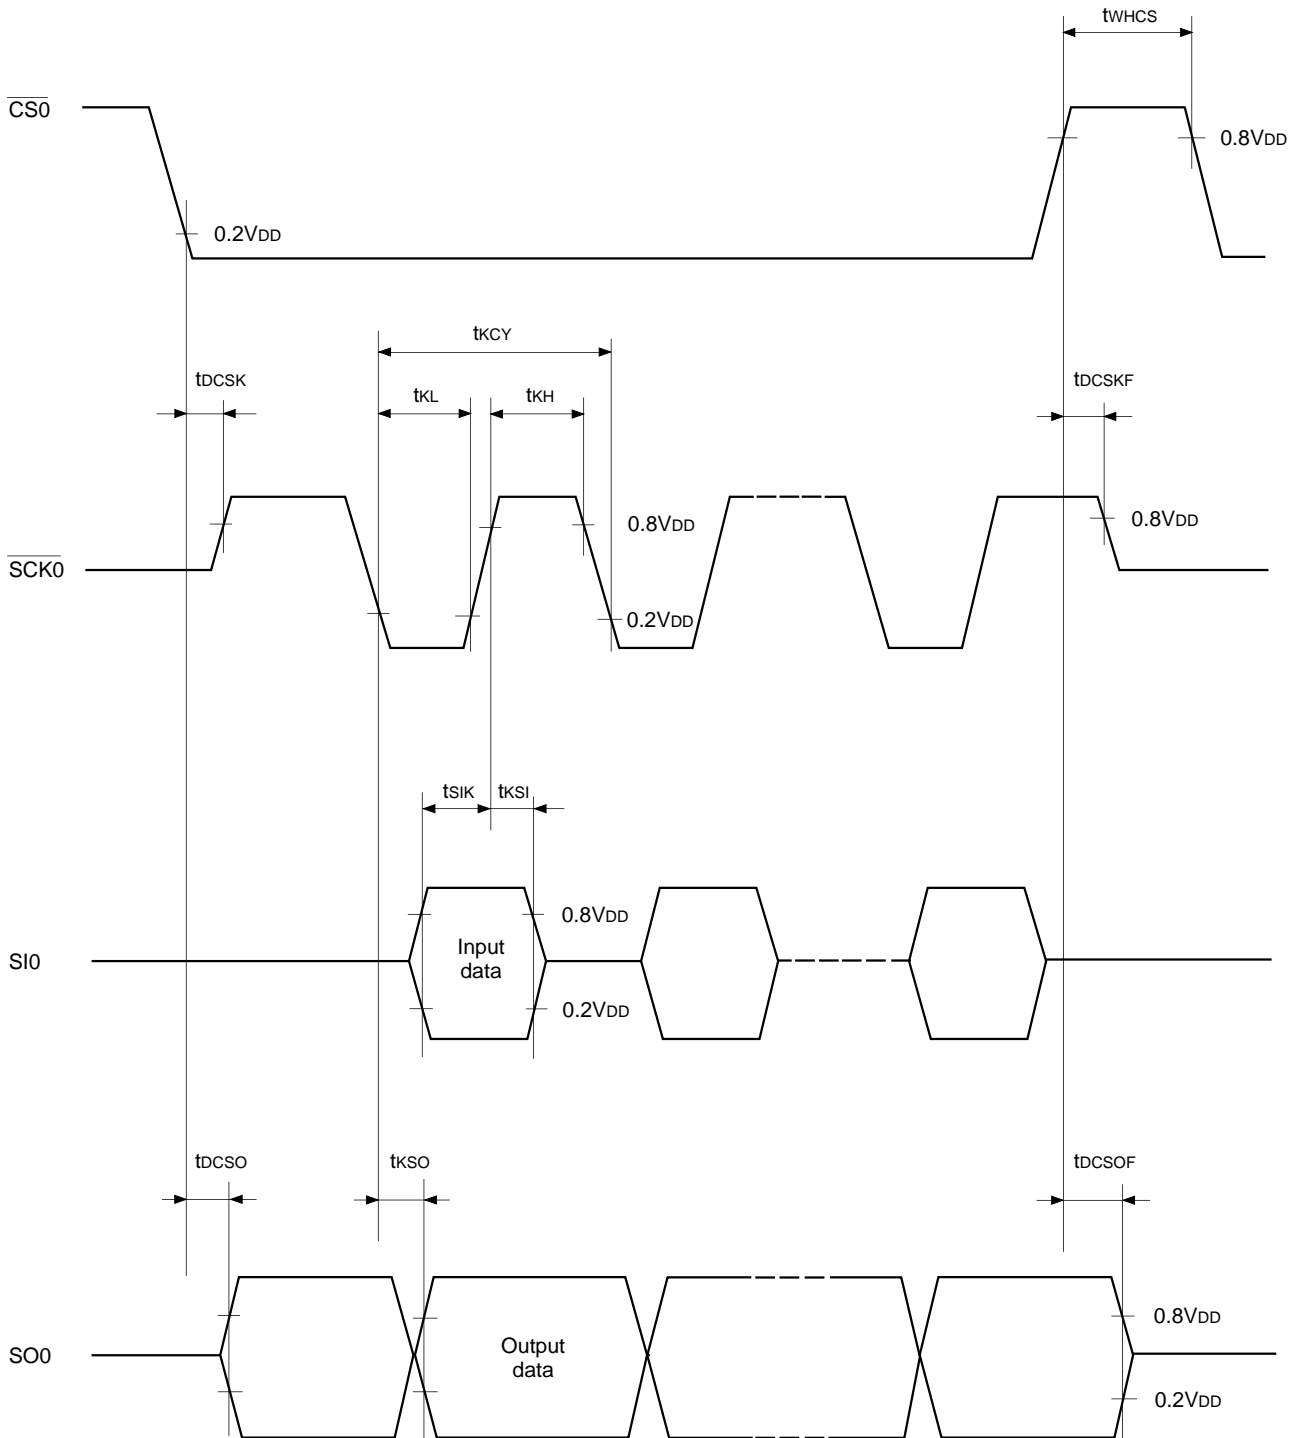 tWHCS
CS0
0.8VDD
0.2VDD
tKCY
tDCSK
tKL
tKH
tDCSKF
0.8VDD
0.8VDD
SCK0
0.2VDD
tSIK
tKSI
0.8VDD
Input
data
SI0
0.2VDD
tDCSO
tKSO
tDCSOF
0.8VDD
SO0
Output
data
0.2VDD